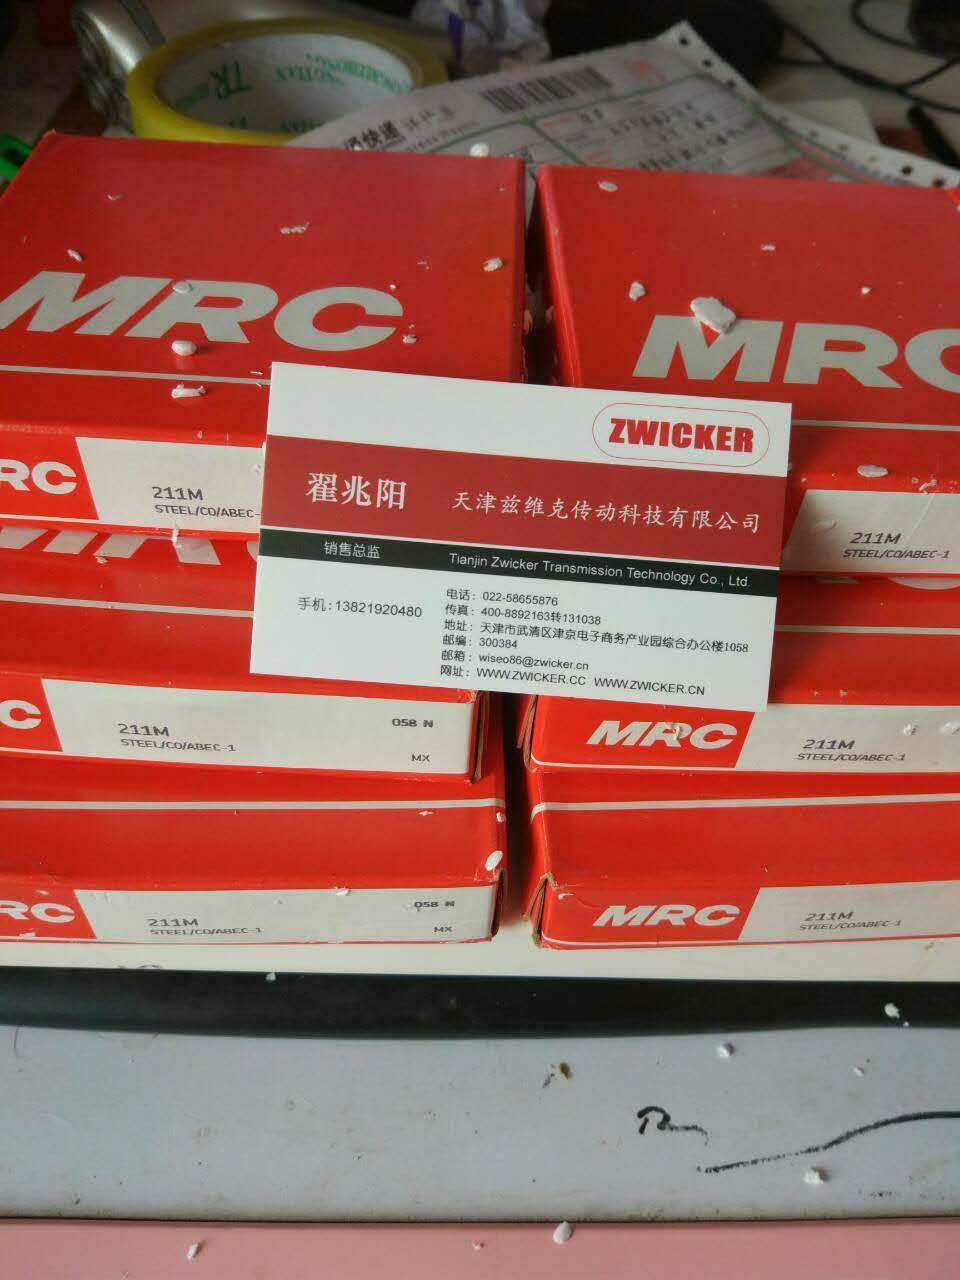 TR
MRC
MRC
RC
211M
STEEL/CO/ABEC-
211M
STEEL/CO/ABEC-1
ZWICKER
翟兆阳
天津兹维克传动科技有限公司
销售总监
Tianjin Zwicker Transmission Technology Co., Ltd.
手机:13821920480
电话: 022-58655876
传真: 400-8892163转131038
地址: 天津市武清区津京电子商务产业园综合办公楼1058
邮编: 300384
邮箱: wiseo86@zwicker.cn
网址: WWW.ZWICKER.CC WWW.ZWICKER.CN
C
211M
STEEL/CO/ABEC-1
058 N
MX
MRC
211M
STEEL/CO/ABEC-1
RC
211M
STEEL/CO/ABEC-1
058 N
MX
MRC
211M
STEEL/CO/ABEC-1